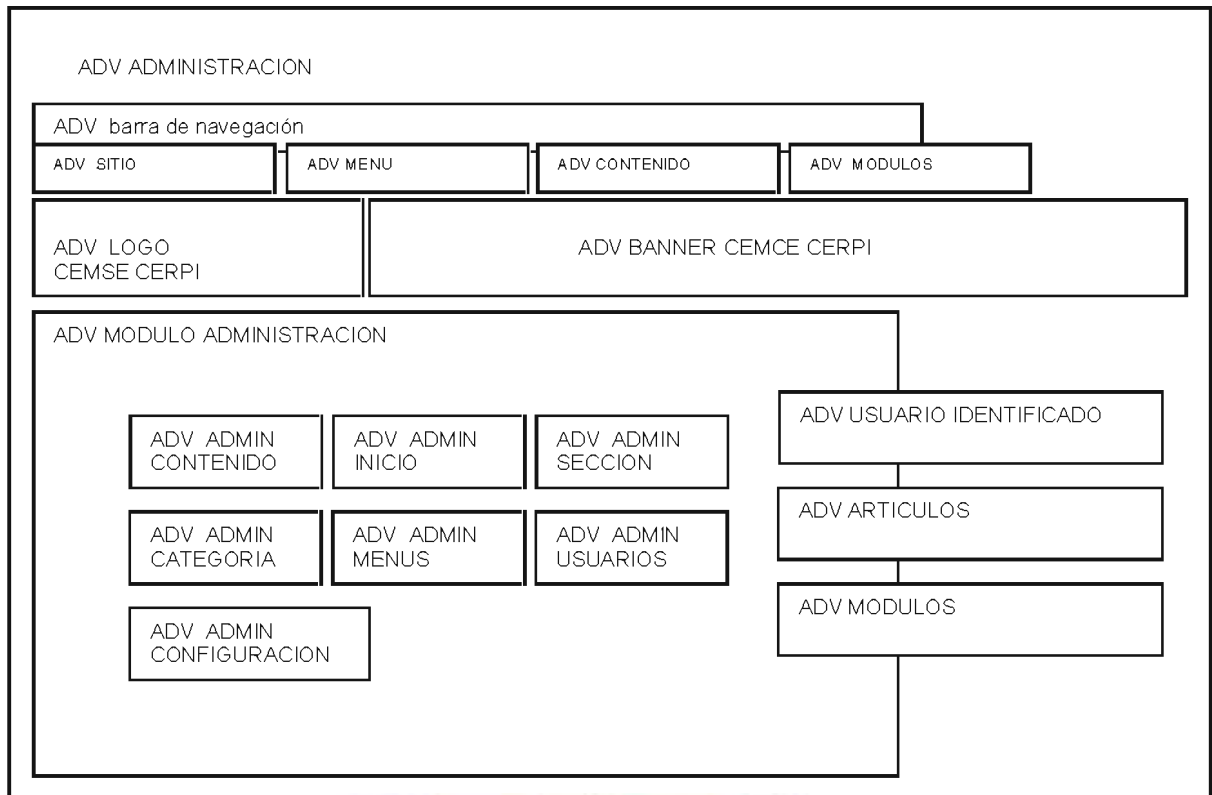 ADV ADMINISTRACION
ADV barra de navegación
ADV SITIO
ADV MENU
ADV CONTENIDO
ADV MODULOS
ADV LOGO
CEMSE CERPI
ADV BANNER CEMCE CERPI
ADV MODULO ADMINISTRACION
ADV ADMIN
CONTENIDO
ADV ADMIN
INICIO
ADV ADMIN
SECCION
ADV USUARIO IDENTIFICADO
ADV ADMIN
CATEGORIA
ADV ADMIN
MENUS
ADV ADM1N
USUARIOS
ADV ARTICULOS
ADV ADMIN
CONFIGURACION
ADV MODULOS